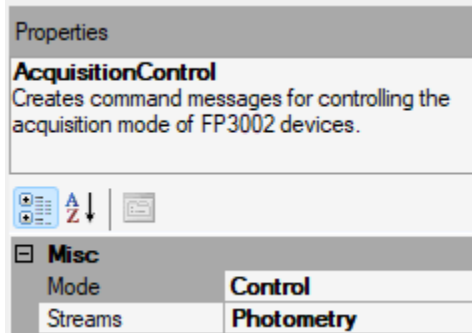 Properties
AcquisitionControl
Creates command messages for controlling the
acquisition mode of FP3002 devices.
Misc
Mode Control
Streams Photometry